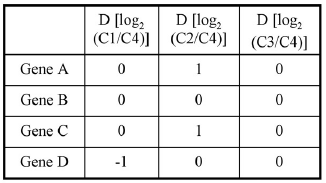 D [log2 (C1/C4)] D [log2 (C2/C4)] D [log2 (C3/C4)]
Gene A 0 1 0
Gene B 0 0 0
Gene C 0 1 0
Gene D -1 0 0